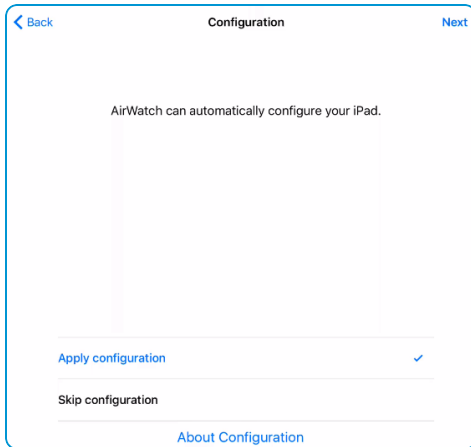 Back Configuration Next
AirWatch can automatically configure your iPad.
Apply configuration
Skip configuration
About Configuration